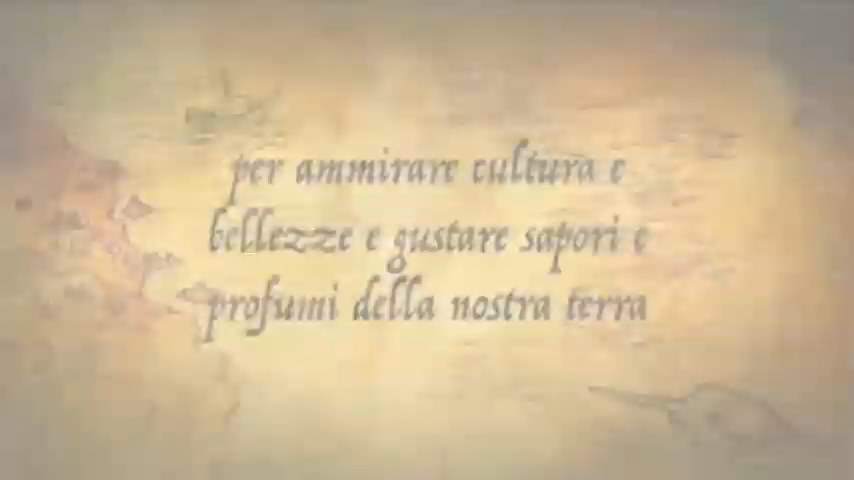 per ammirare cultura e
bellezze e gustare sapori e
profumi della nostra terra